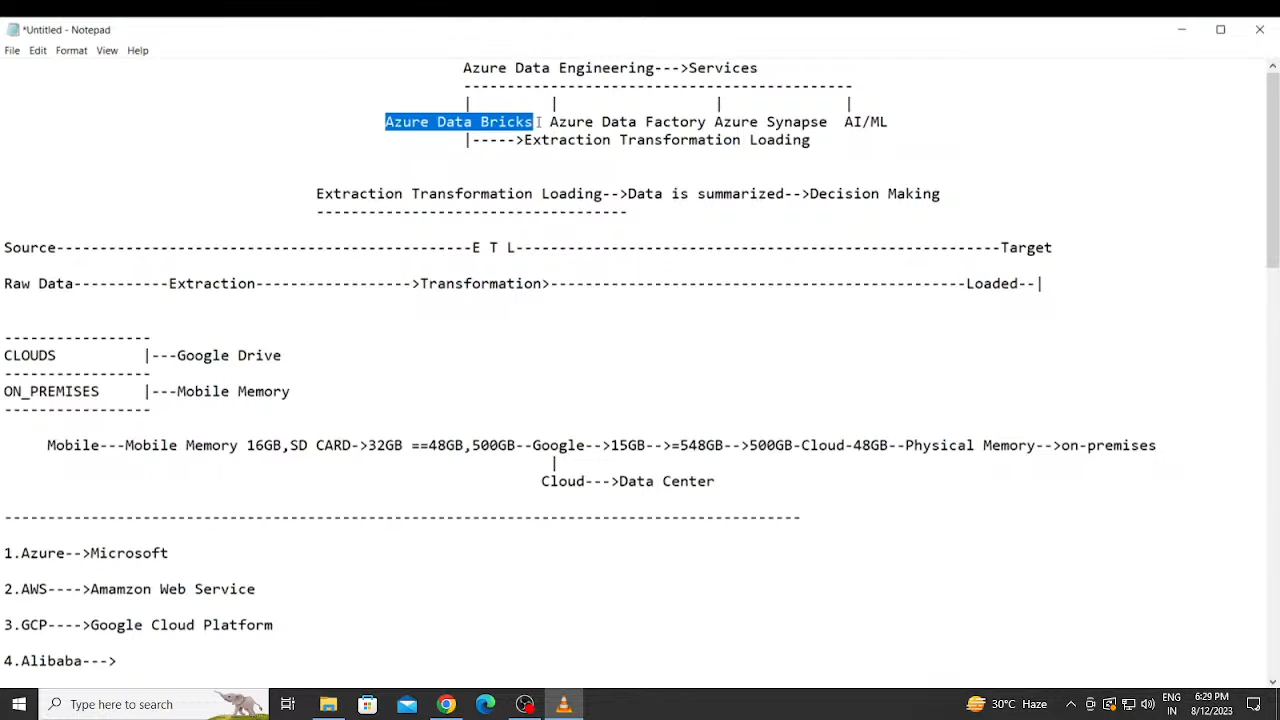 *Untitled - Notepad
File Edit Format View Help
Azure Data Engineering--->Services
---------------------------------------------
| | | |
Azure Data Bricks Azure Data Factory Azure Synapse AI/ML
|----->Extraction Transformation Loading
Extraction Transformation Loading-->Data is summarized-->Decision Making
------------------------------------
Source------------------------------------------------E T L--------------------------------------------------------Target
Raw Data-----------Extraction------------------>Transformation>------------------------------------------------Loaded--|
-----------------
CLOUDS |---Google Drive
-----------------
ON_PREMISES |---Mobile Memory
-----------------
Mobile---Mobile Memory 16GB,SD CARD->32GB ==48GB,500GB--Google-->15GB-->=548GB-->500GB-Cloud-48GB--Physical Memory-->on-premises
|
Cloud--->Data Center
--------------------------------------------------------------------------------------------
1.Azure-->Microsoft
2.AWS---->Amamzon Web Service
3.GCP---->Google Cloud Platform
4.Alibaba--->
Type here to search
33°C Haze
ENG
IN
6:29 PM
8/12/2023